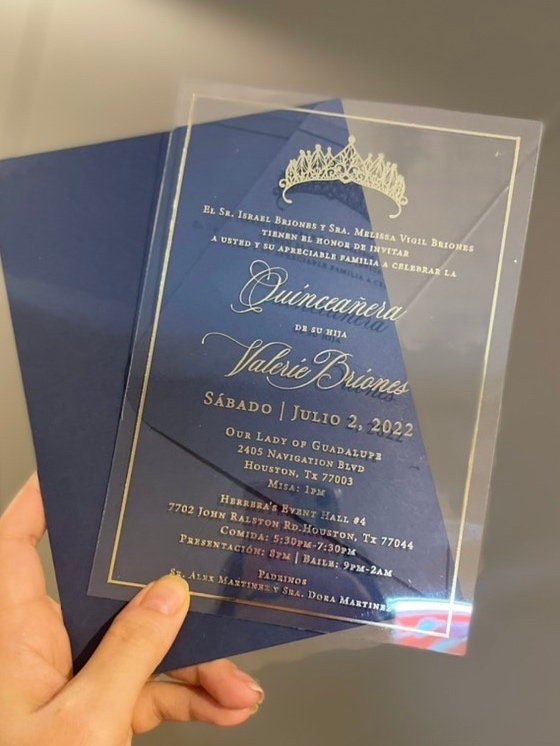 El Sr. Israel Briones y Sra. Melissa Vigil Briones
tienen el honor de invitar
a usted y su apreciable familia a celebrar la
Quinceañera
de su hija
Valerie Briones
Sábado | Julio 2, 2022
Our Lady of Guadalupe
2405 Navigation Blvd
Houston, Tx 77003
Misa: 1pm
Herrera's Event Hall #4
7702 John Ralston Rd.Houston, Tx 77044
Comida: 5:30pm-7:30pm
Presentación: 8pm | Baile: 9pm-2am
Padrinos
Sr. Alex Martinez y Sra. Dora Martinez